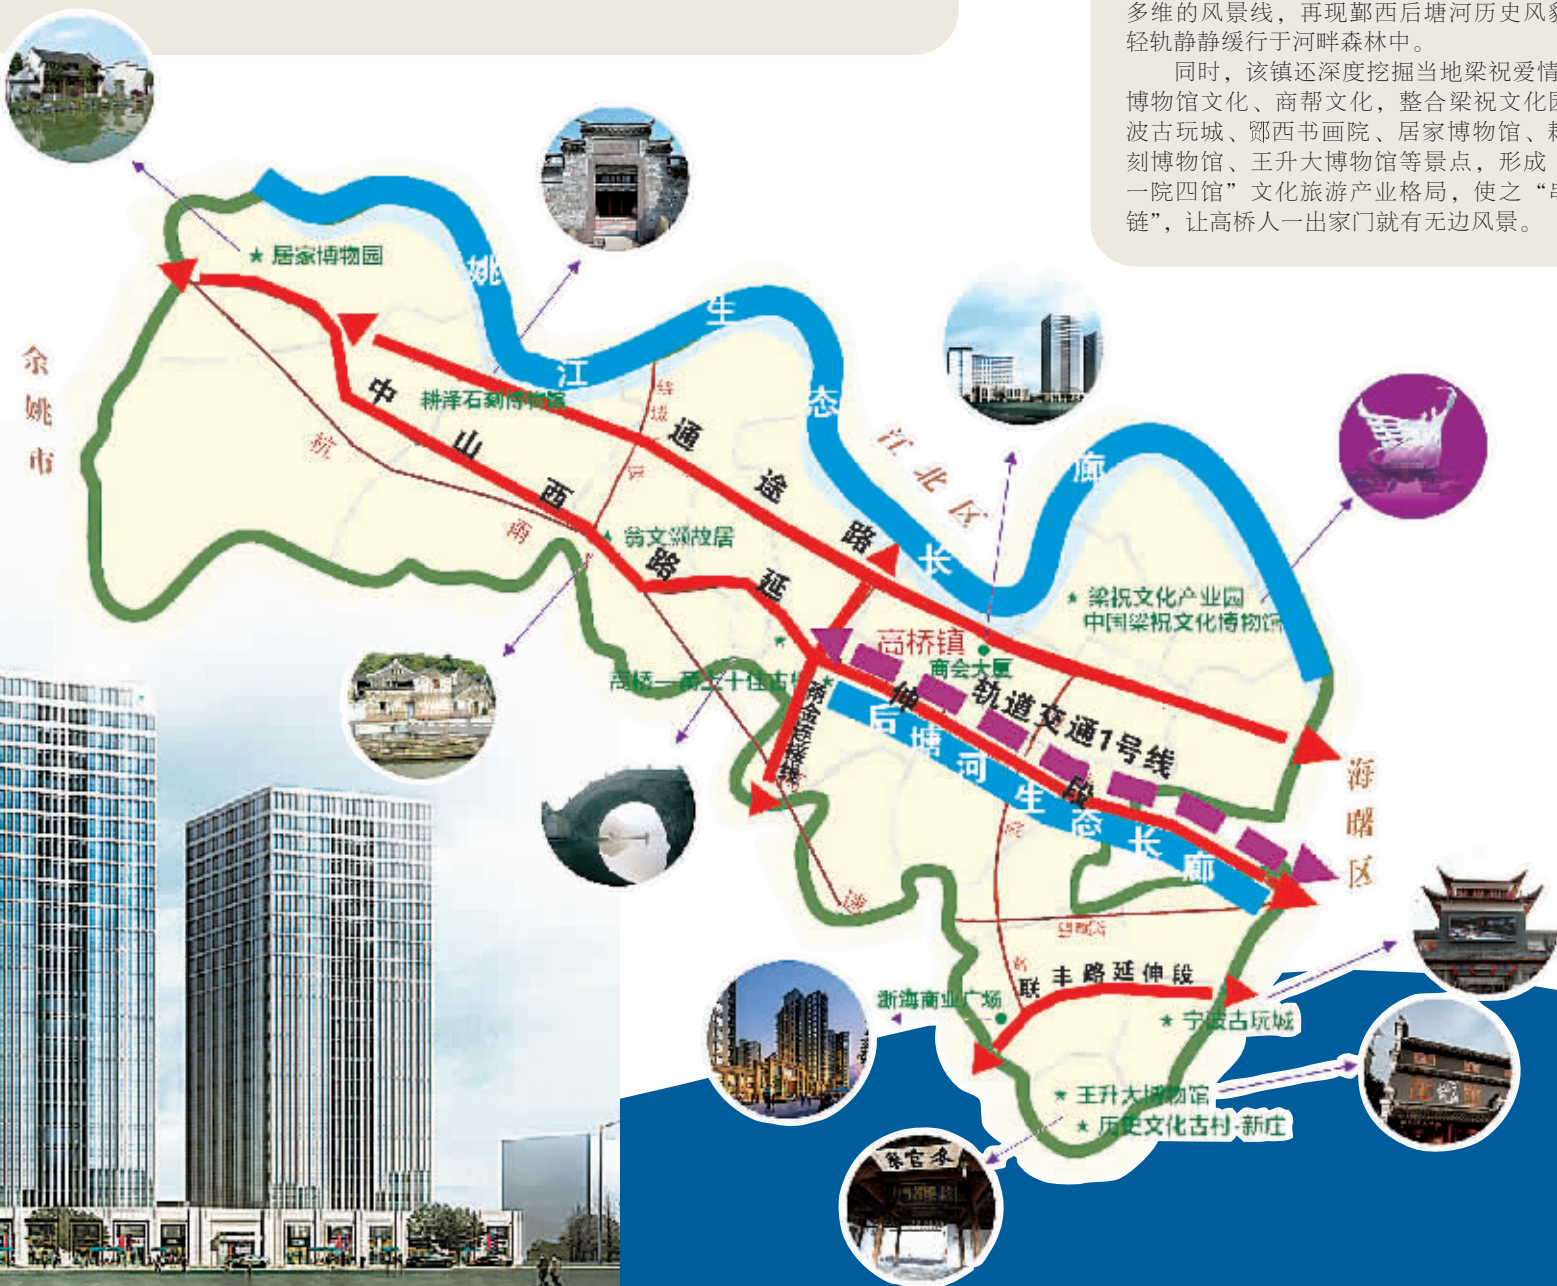 多维的风景线，再现鄞西后塘河历史风貌
轻轨静静缓行于河畔森林中。
同时，该镇还深度挖掘当地梁祝爱情
博物馆文化、商帮文化，整合梁祝文化园
波古玩城、鄮西书画院、居家博物馆、耕
刻博物馆、王升大博物馆等景点，形成
一院四馆”文化旅游产业格局，使之“串
链”，让高桥人一出家门就有无边风景。
★ 居家博物园
姚江生态长廊
余姚市
耕泽石刻博物馆
中山西路延伸段
通途路
江北区
杭甬
★ 翁文灏故居
★ 梁祝文化产业园
中国梁祝文化博物馆
高桥镇
商会大厦
轨道交通1号线
后塘河生态长廊
海曙区
联丰路延伸段
浙海商业广场
★ 宁波古玩城
★ 王升大博物馆
★ 历史文化古村-新庄